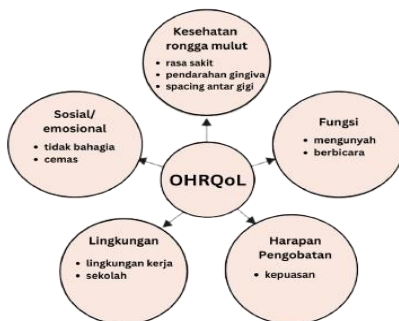 Kesehatan
rongga mulut
• rasa sakit
• pendarahan gingiva
• spacing antar gigi
Sosial/
emosional
• tidak bahagia
• cemas
Fungsi
• mengunyah
• berbicara
OHRQoL
Lingkungan
• lingkungan kerja
• sekolah
Harapan
Pengobatan
• kepuasan